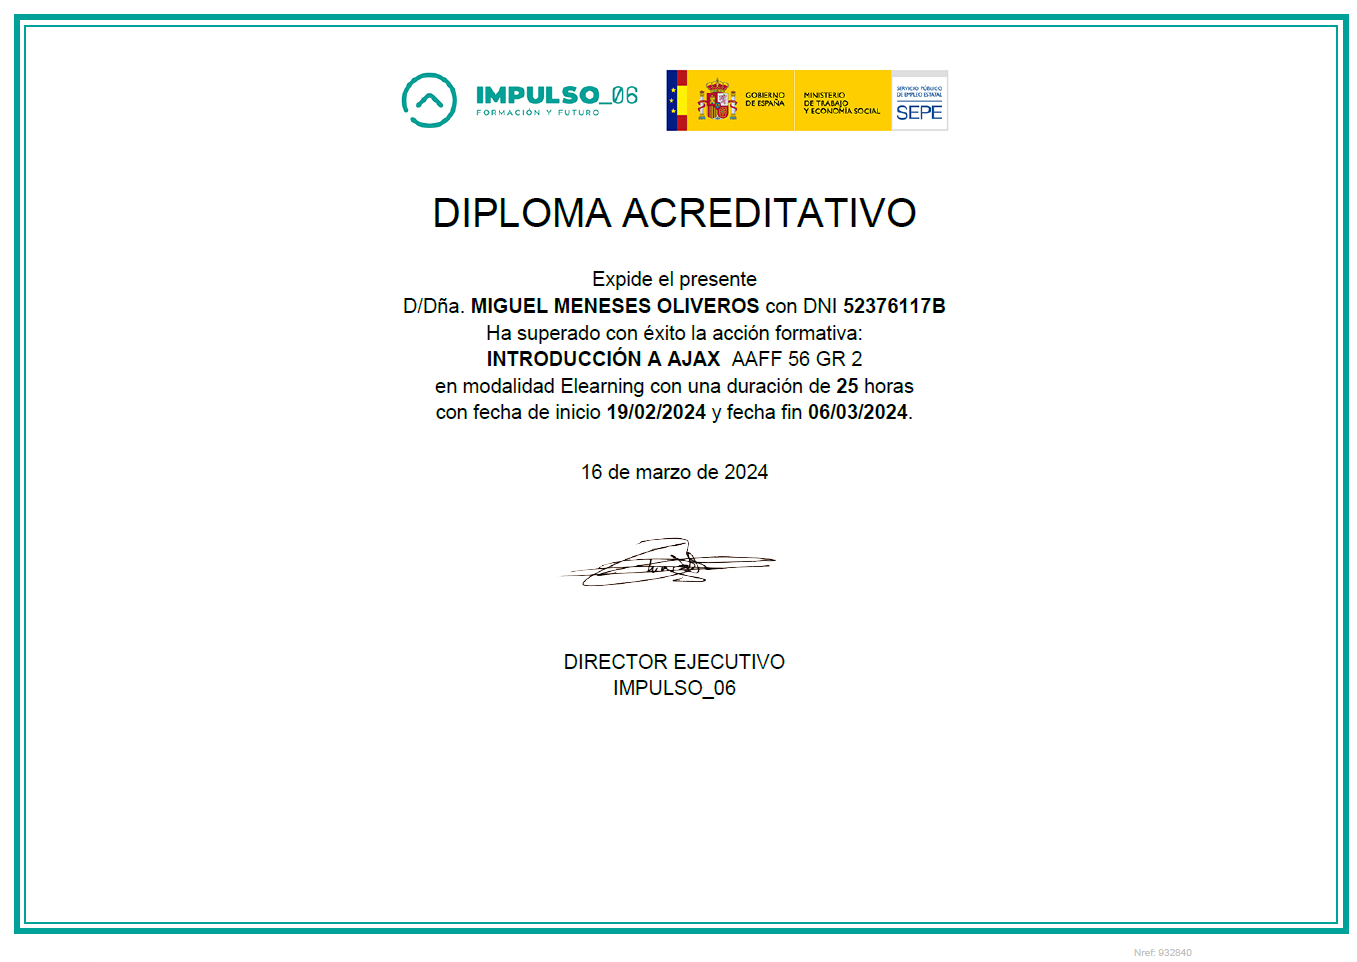 IMPULSO_06
FORMACIÓN Y FUTURO
GOBIERNO
DE ESPAÑA
MINISTERIO
DE TRABAJO
Y ECONOMÍA SOCIAL
SERVICIO PÚBLICO
DE EMPLEO ESTATAL
SEPE
DIPLOMA ACREDITATIVO
Expide el presente
D/Dña. MIGUEL MENESES OLIVEROS con DNI 52376117B
Ha superado con éxito la acción formativa:
INTRODUCCIÓN A AJAX AAFF 56 GR 2
en modalidad Elearning con una duración de 25 horas
con fecha de inicio 19/02/2024 y fecha fin 06/03/2024.
16 de marzo de 2024
DIRECTOR EJECUTIVO
IMPULSO_06
Nref: 932840